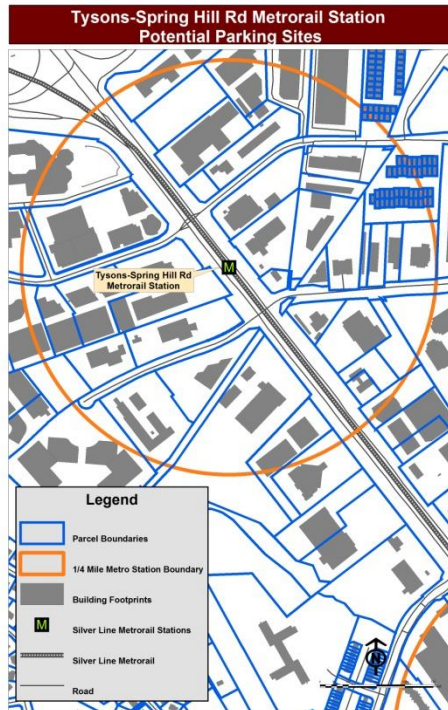 Tysons-Spring Hill Rd Metrorail Station
Potential Parking Sites
M
Tysons-Spring Hill Rd
Metrorail Station
Legend
Parcel Boundaries
1/4 Mile Metro Station Boundary
Building Footprints
M
Silver Line Metrorail Stations
Silver Line Metrorail
Road
N